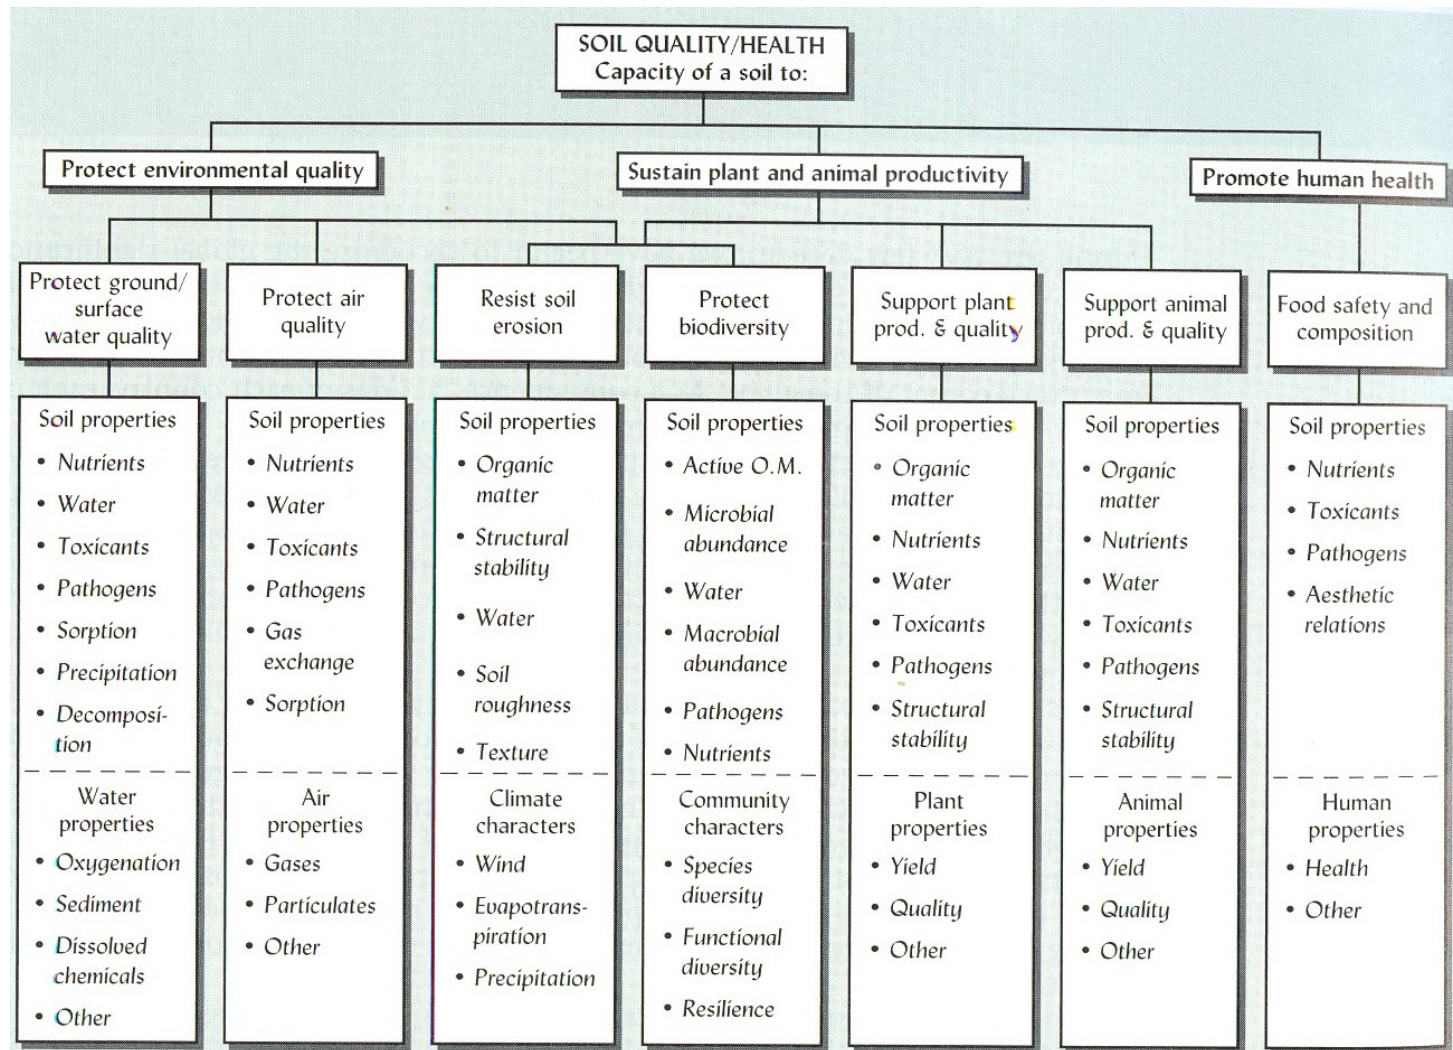 SOIL QUALITY/HEALTH
Capacity of a soil to:
Protect environmental quality
Sustain plant and animal productivity
Promote human health
Protect ground/
surface
water quality
Protect air
quality
Resist soil
erosion
Protect
biodiversity
Support plant
prod. & quality
Support animal
prod. & quality
Food safety and
composition
Soil properties
• Nutrients
• Water
• Toxicants
• Pathogens
• Sorption
• Precipitation
• Decomposi-
tion
Water
properties
• Oxygenation
• Sediment
• Dissolved
chemicals
• Other
Soil properties
• Nutrients
• Water
• Toxicants
• Pathogens
• Gas
exchange
• Sorption
Air
properties
• Gases
• Particulates
• Other
Soil properties
• Organic
matter
• Structural
stability
• Water
• Soil
roughness
• Texture
Climate
characters
• Wind
• Evapotrans-
piration
• Precipitation
Soil properties
• Active O.M.
• Microbial
abundance
• Water
• Macrobial
abundance
• Pathogens
• Nutrients
Community
characters
• Species
diversity
• Functional
diversity
• Resilience
Soil properties
• Organic
matter
• Nutrients
• Water
• Toxicants
• Pathogens
• Structural
stability
Plant
properties
• Yield
• Quality
• Other
Soil properties
• Organic
matter
• Nutrients
• Water
• Toxicants
• Pathogens
• Structural
stability
Animal
properties
• Yield
• Quality
• Other
Soil properties
• Nutrients
• Toxicants
• Pathogens
• Aesthetic
relations
Human
properties
• Health
• Other